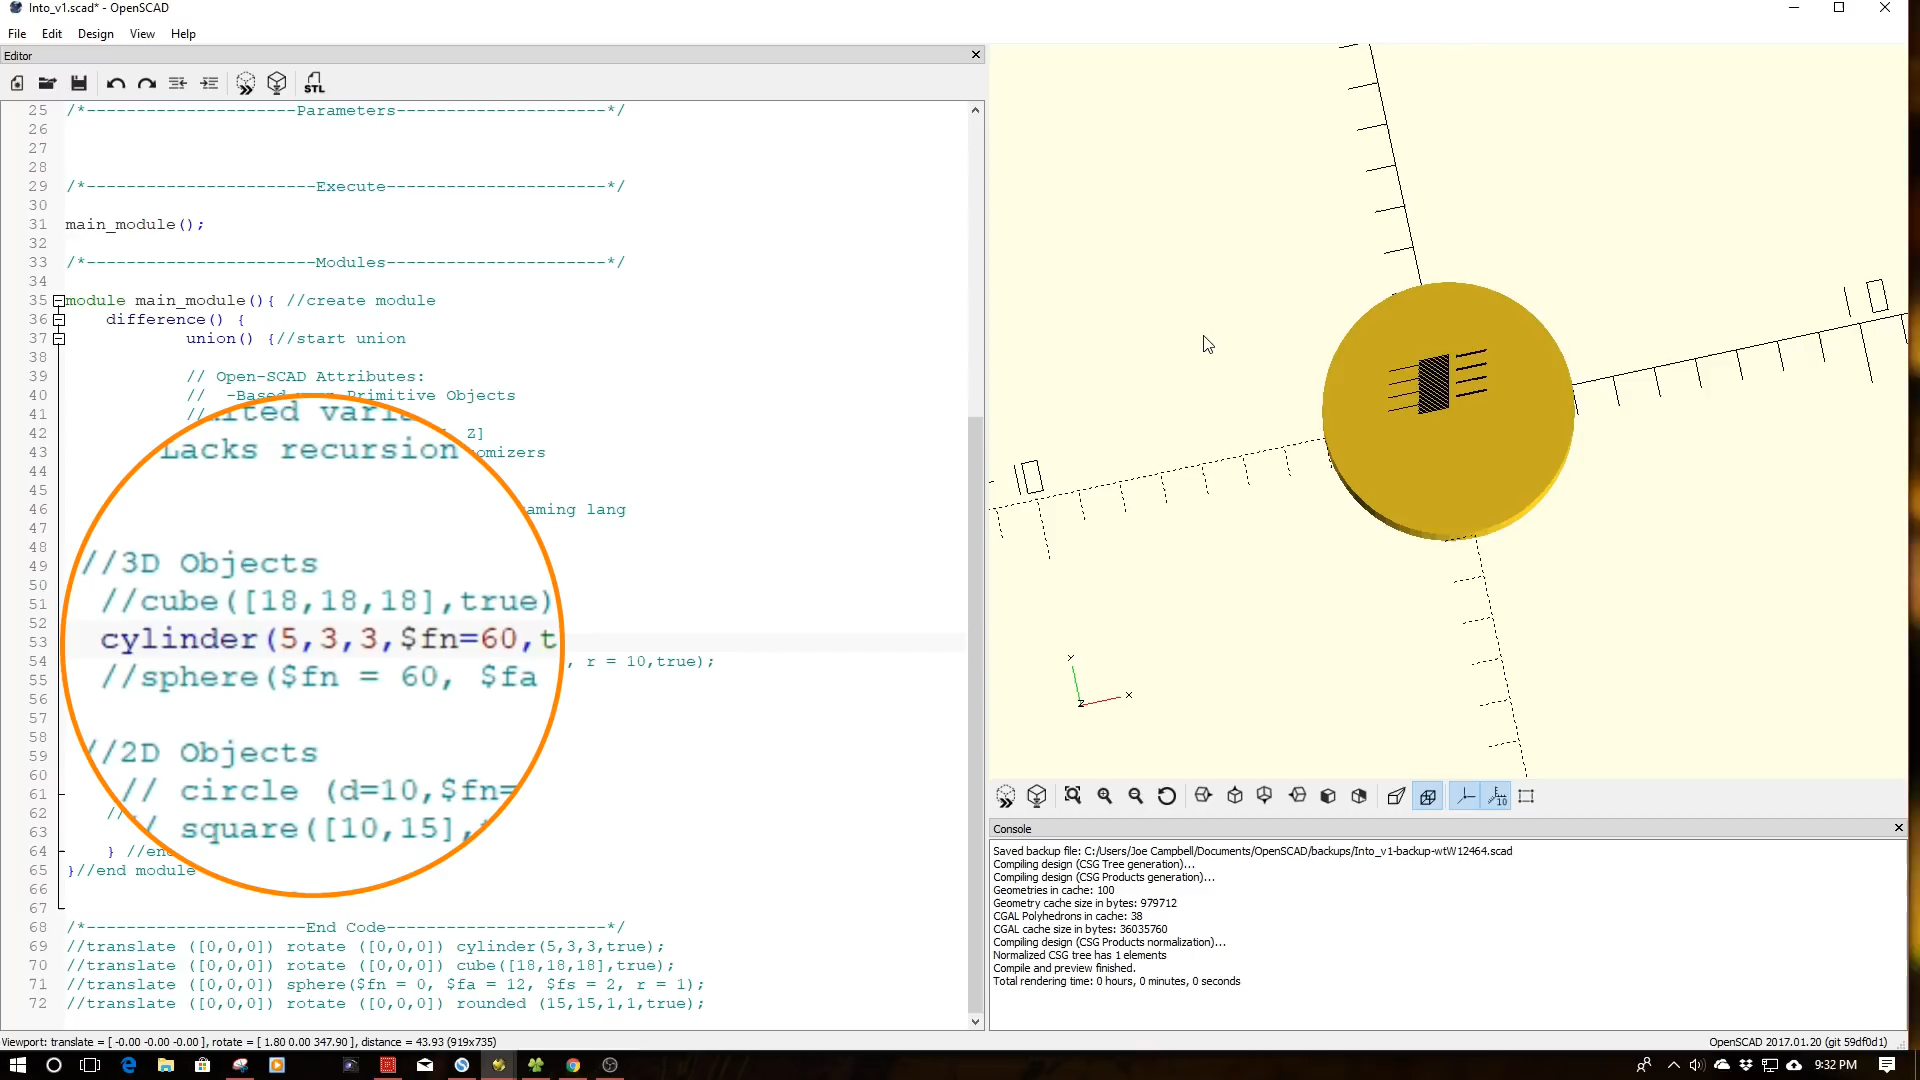 Into_v1.scad* - OpenSCAD
File Edit Design View Help
Editor
STL
25 /*---------------------Parameters---------------------*/
26
27
28
29 /*-----------------------Execute----------------------*/
30
31 main_module();
32
33 /*-----------------------Modules----------------------*/
34
35 module main_module(){ //create module
36 difference() {
37 union() {//start union
38
39 // Open-SCAD Attributes:
40 // -Based Primitive Objects
41 //
42 Z]
43 omizers
44
45
46 aming lang
47
48
49
50
51
52
53
54 , r = 10,true);
55
56
57
58
59
60
61
62 //
63
64 } //end
65 }//end module
66
67
68 /*----------------------End Code----------------------*/
69 //translate ([0,0,0]) rotate ([0,0,0]) cylinder(5,3,3,true);
70 //translate ([0,0,0]) rotate ([0,0,0]) cube([18,18,18],true);
71 //translate ([0,0,0]) sphere($fn = 0, $fa = 12, $fs = 2, r = 1);
72 //translate ([0,0,0]) rotate ([0,0,0]) rounded (15,15,1,1,true);
Lacks recursion
//3D Objects
//cube([18,18,18],true)
cylinder(5,3,3,$fn=60,t
//sphere($fn = 60, $fa
//2D Objects
// circle (d=10,$fn=
// square([10,15],
10
10
y
x
z
10
Console
Saved backup file: C:/Users/Joe Campbell/Documents/OpenSCAD/backups/Into_v1-backup-wtW12464.scad
Compiling design (CSG Tree generation)...
Compiling design (CSG Products generation)...
Geometries in cache: 100
Geometry cache size in bytes: 979712
CGAL Polyhedrons in cache: 38
CGAL cache size in bytes: 36035760
Compiling design (CSG Products normalization)...
Normalized CSG tree has 1 elements
Compile and preview finished.
Total rendering time: 0 hours, 0 minutes, 0 seconds
Viewport: translate = [ -0.00 -0.00 -0.00 ], rotate = [ 1.80 0.00 347.90 ], distance = 43.93 (919x735)
OpenSCAD 2017.01.20 (git 59df0d1)
9:32 PM